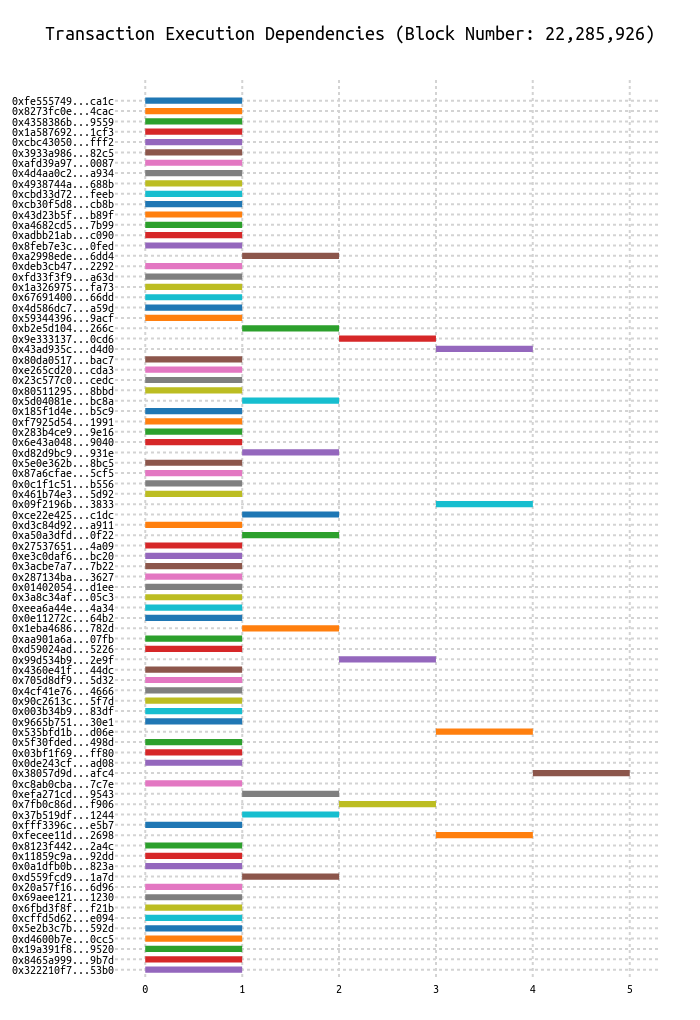 Transaction Execution Dependencies (Block Number: 22,285,926)
0xfe555749...ca1c
0x8273fc0e...4cac
0x4358386b...9559
0x1a587692...1cf3
0xcbc43050...fff2
0x3933a986...82c5
0xafd39a97...0087
0x4d4aa0c2...a934
0x4938744a...688b
0xcbd33d72...feeb
0xcb30f5d8...cb8b
0x43d23b5f...b89f
0xa4682cd5...7b99
0xadbb21ab...c090
0x8feb7e3c...0fed
0xa2998ede...6dd4
0xdeb3cb47...2292
0xfd33f3f9...a63d
0x1a326975...fa73
0x67691400...66dd
0x4d586dc7...a59d
0x59344396...9acf
0xb2e5d104...266c
0x9e333137...0cd6
0x43ad935c...d4d0
0x80da0517...bac7
0xe265cd20...cda3
0x23c577c0...cedc
0x80511295...8bbd
0x5d04081e...bc8a
0x185f1d4e...b5c9
0xf7925d54...1991
0x283b4ce9...9e16
0x6e43a048...9040
0xd82d9bc9...931e
0x5e0e362b...8bc5
0x87a6cfae...5cf5
0x0c1f1c51...b556
0x461b74e3...5d92
0x09f2196b...3833
0xce22e425...c1dc
0xd3c84d92...a911
0xa50a3dfd...0f22
0x27537651...4a09
0xe3c0daf6...bc20
0x3acbe7a7...7b22
0x287134ba...3627
0x01402054...d1ee
0x3a8c34af...05c3
0xeea6a44e...4a34
0x0e11272c...64b2
0x1eba4686...782d
0xaa901a6a...07fb
0xd59024ad...5226
0x99d534b9...2e9f
0x4360e41f...44dc
0x705d8df9...5d32
0x4cf41e76...4666
0x90c2613c...5f7d
0x003b34b9...83df
0x9665b751...30e1
0x535bfd1b...d06e
0x5f30fded...498d
0x03bf1f69...ff80
0x0de243cf...ad08
0x38057d9d...afc4
0xc8ab0cba...7c7e
0xefa271cd...9543
0x7fb0c86d...f906
0x37b519df...1244
0xfff3396c...e5b7
0xfecee11d...2698
0x8123f442...2a4c
0x11859c9a...92dd
0x0a1dfb0b...823a
0xd559fcd9...1a7d
0x20a57f16...6d96
0x69aee121...1230
0x6fbd3f8f...f21b
0xcffd5d62...e094
0x5e2b3c7b...592d
0xd4600b7e...0cc5
0x19a391f8...9520
0x8465a999...9b7d
0x322210f7...53b0
0 1 2 3 4 5